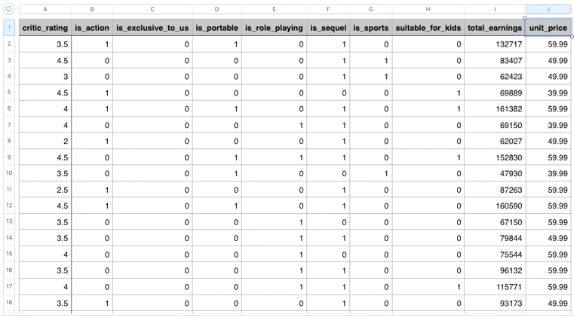 A B C D E F G H I J
1 critic_rating is_action is_exclusive_to_us is_portable is_role_playing is_sequel is_sports suitable_for_kids total_earnings unit_price
2 3.5 1 0 1 0 1 0 0 132717 59.99
3 4.5 0 0 0 0 1 1 0 83407 49.99
4 3 0 0 0 0 1 1 0 62423 49.99
5 4.5 1 0 0 0 0 0 1 69889 39.99
6 4 1 0 1 0 1 0 1 161382 59.99
7 4 0 0 0 1 1 0 0 69150 39.99
8 2 1 0 0 0 1 0 0 62027 49.99
9 4.5 0 0 1 1 1 0 1 152830 59.99
10 3.5 0 0 1 0 0 1 0 47930 39.99
11 2.5 1 0 0 0 1 0 0 87263 59.99
12 4.5 1 0 1 0 1 0 0 160590 59.99
13 3.5 0 0 0 1 0 0 0 67150 59.99
14 3.5 0 0 0 1 1 0 0 79844 49.99
15 4 0 0 0 1 0 0 0 75544 59.99
16 3.5 0 0 0 1 1 0 0 96132 59.99
17 4 0 0 0 1 1 0 1 115771 59.99
18 3.5 1 0 0 0 1 0 0 93173 49.99